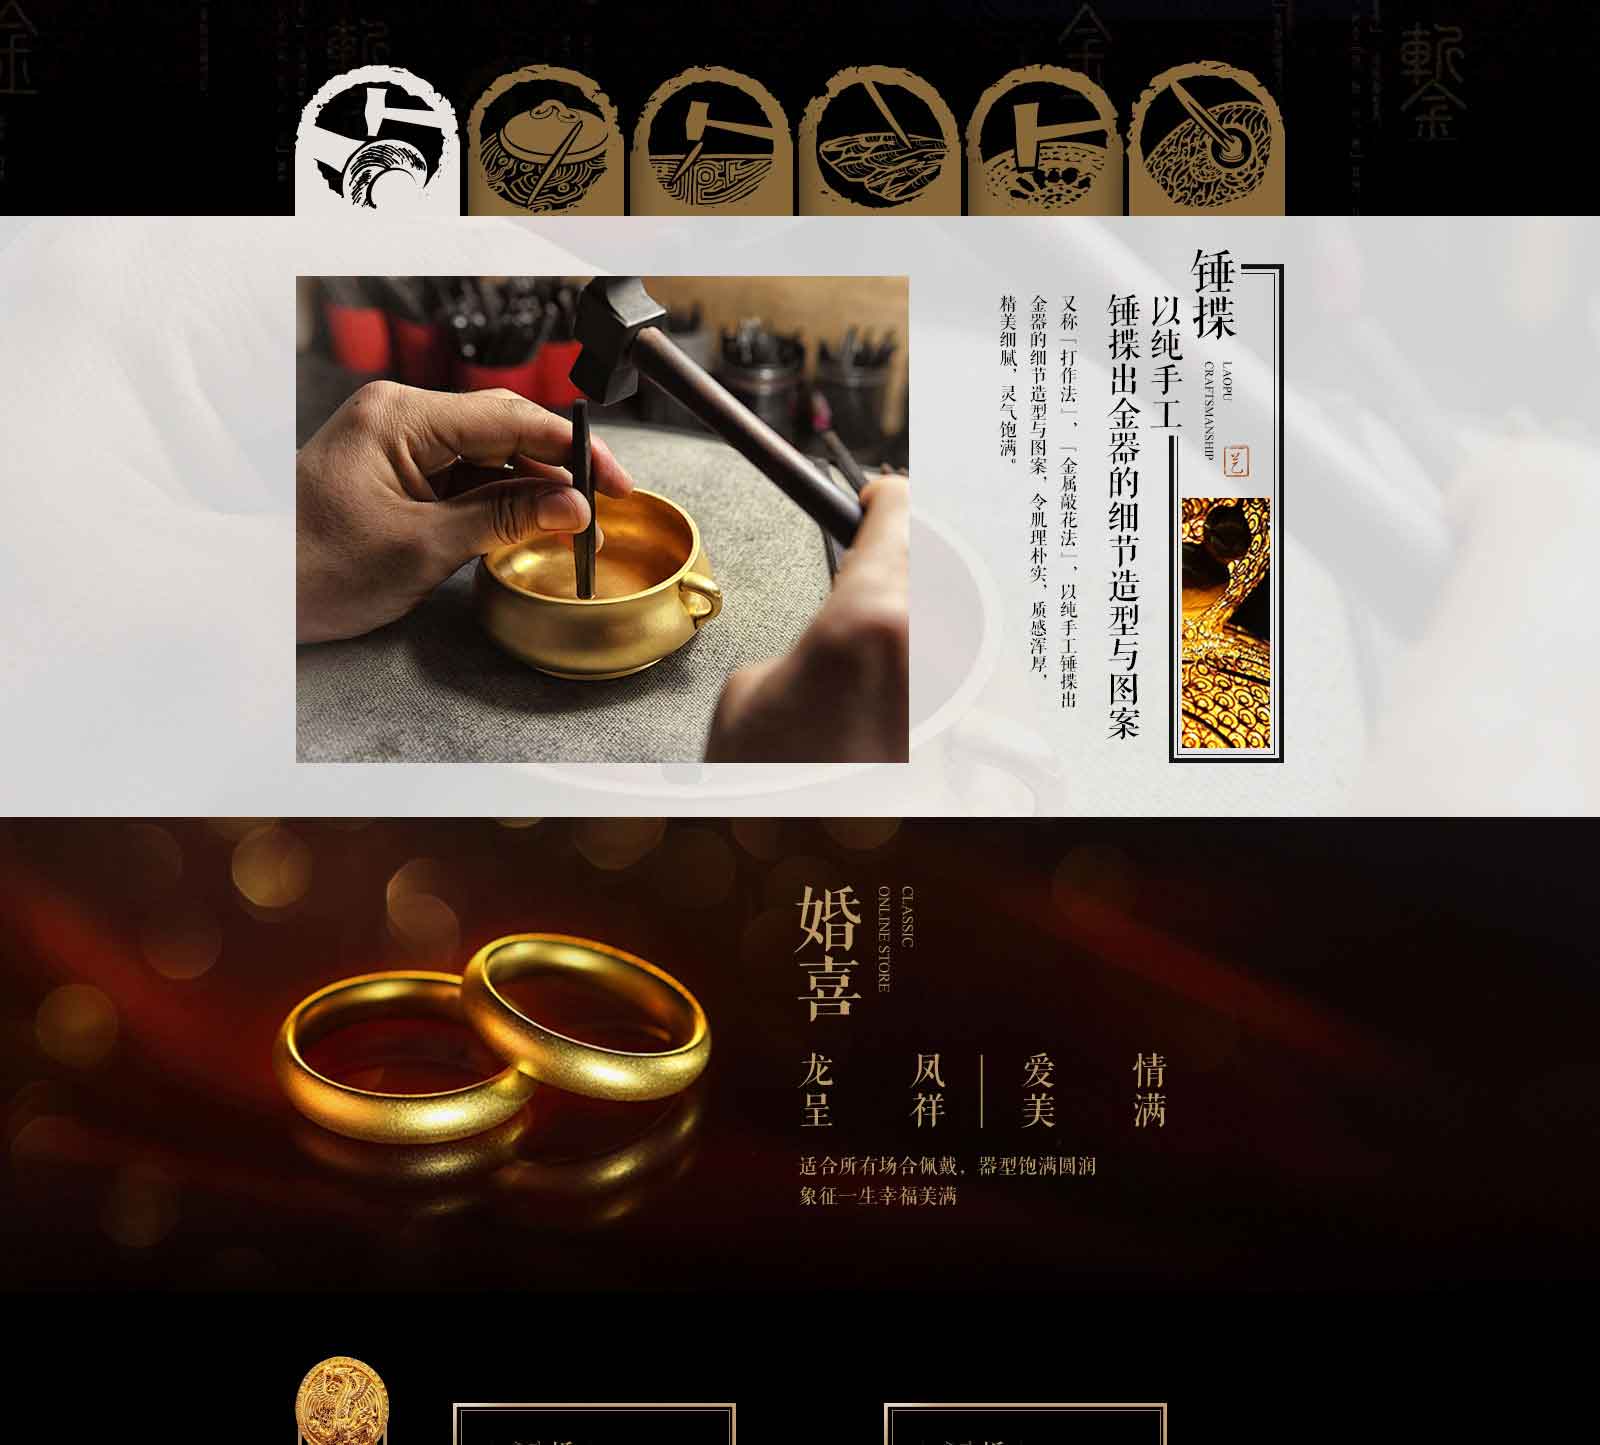 锤揲
LAOPU
CRAFTSMANSHIP
艺
以纯手工
锤揲出金器的细节造型与图案
又称「打作法」、「金属敲花法」，以纯手工锤揲出
金器的细节造型与图案，令肌理朴实、质感浑厚，
精美细腻，灵气饱满。
婚喜
CLASSIC
ONLINE STORE
龙凤爱情
呈祥美满
适合所有场合佩戴，器型饱满圆润
象征一生幸福美满